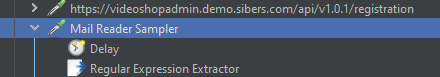 https://videoshopadmin.demo.sibers.com/api/v1.0.1/registration
Mail Reader Sampler
Delay
Regular Expression Extractor